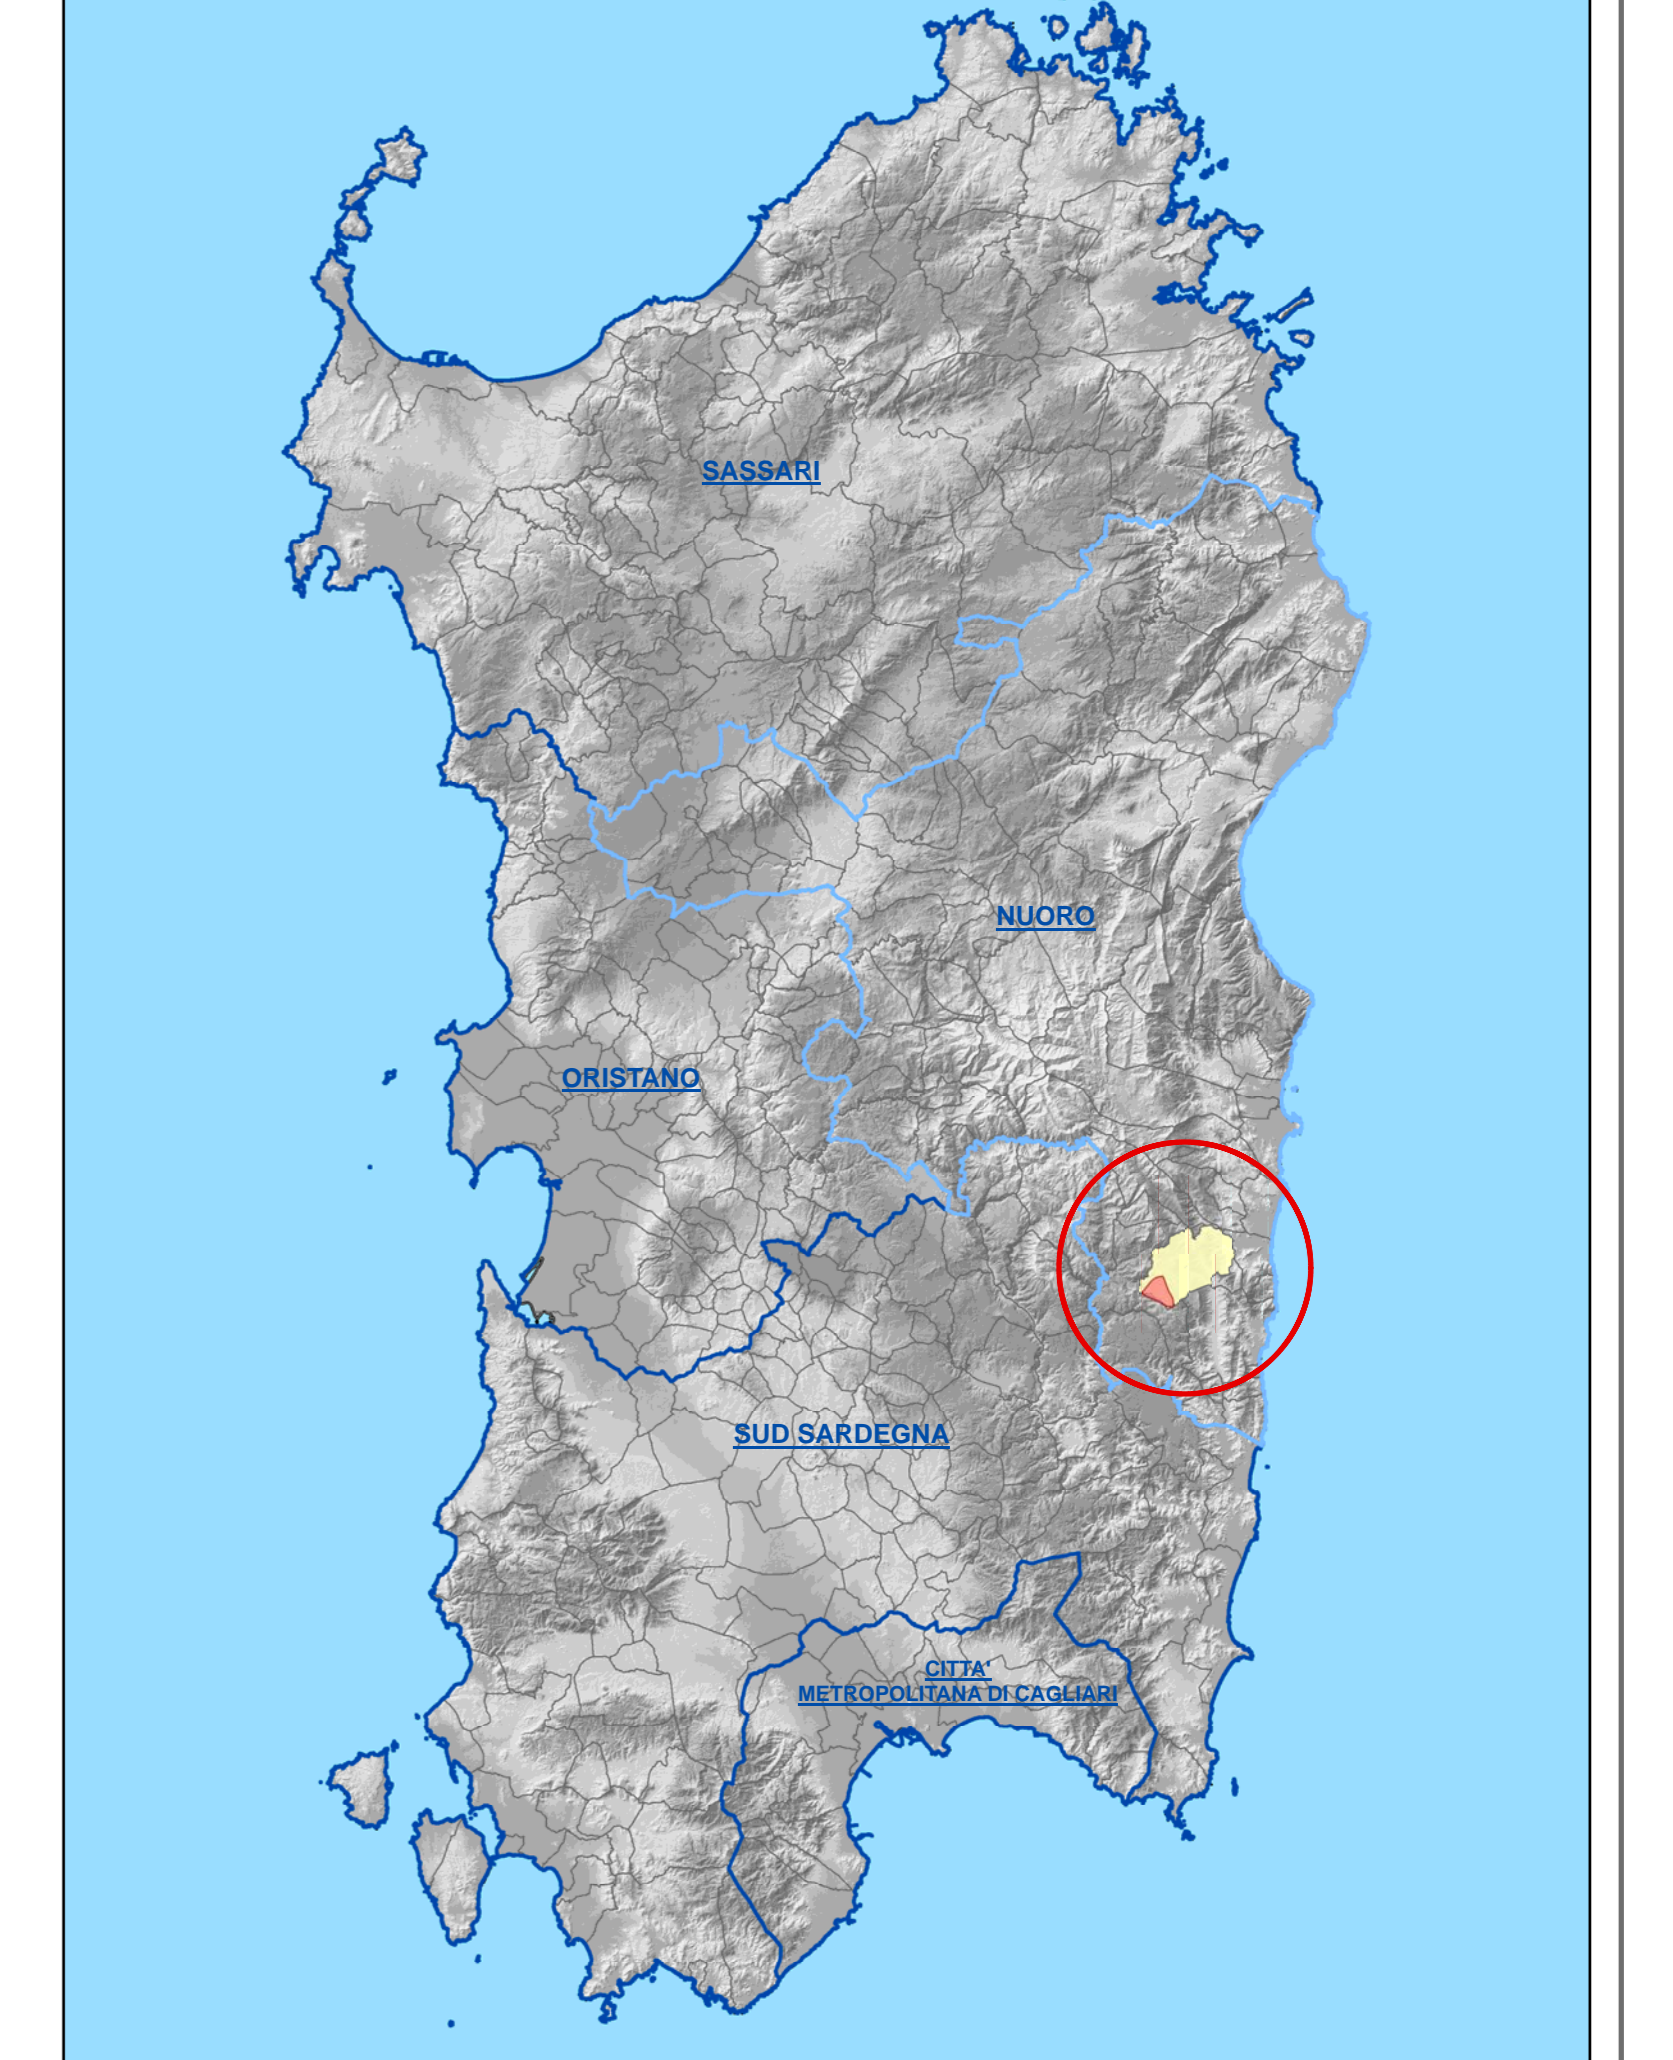 SASSARI
NUORO
ORISTANO
SUD SARDEGNA
CITTA'
METROPOLITANA DI CAGLIARI